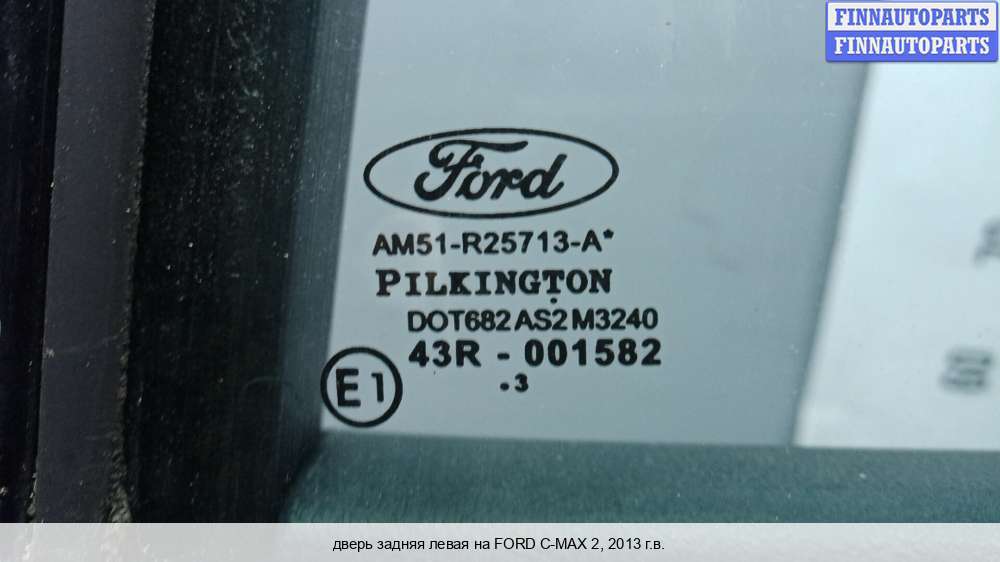 FINNAUTOPARTS
FINNAUTOPARTS
Ford
AM51-R25713-A*
PILKINGTON
DOT682 AS2 M3240
43R - 001582
E1
.3
дверь задняя левая на FORD C-MAX 2, 2013 г.в.